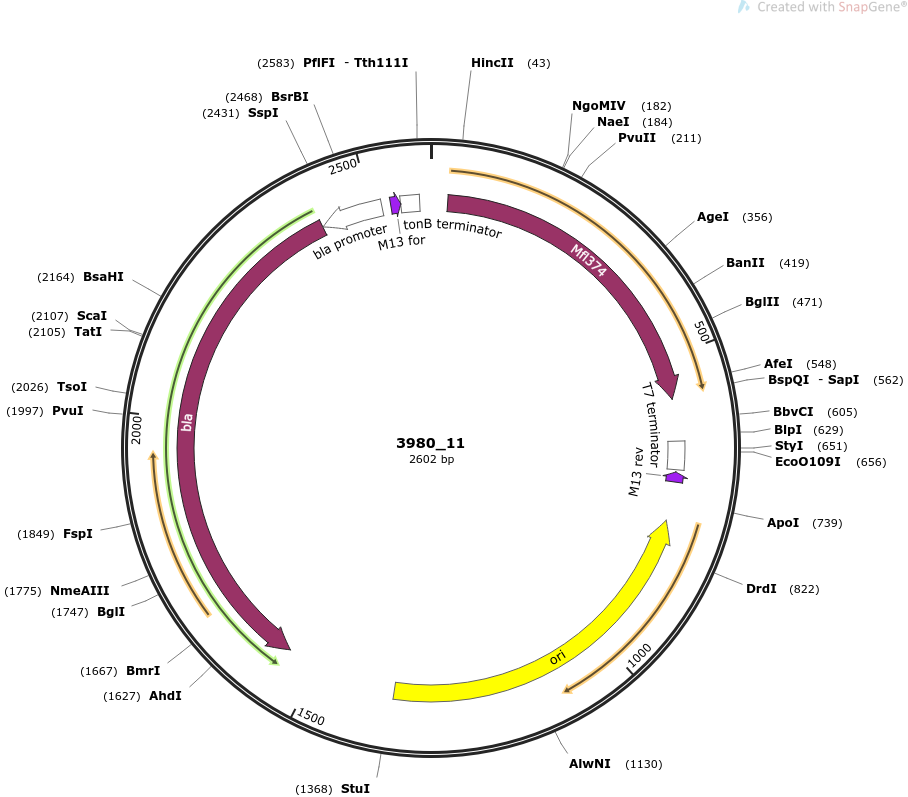 Created with SnapGene®
(2583) PflFI - Tth111I
HincII (43)
(2468) BsrBI
(2431) SspI
NgoMIV (182)
NaeI (184)
PvuII (211)
2500
bla promoter
M13 for
tonB terminator
Mfl374
AgeI (356)
BanII (419)
BglII (471)
500
(2164) BsaHI
(2107) ScaI
(2105) TatI
AfeI (548)
BspQI - SapI (562)
(2026) TsoI
(1997) PvuI
2000
bla
T7 terminator
M13 rev
BbvCI (605)
BlpI (629)
StyI (651)
EcoO109I (656)
3980_11
2602 bp
ApoI (739)
(1849) FspI
DrdI (822)
(1775) NmeAIII
(1747) BglI
ori
1000
(1667) BmrI
(1627) AhdI
1500
AlwNI (1130)
(1368) StuI